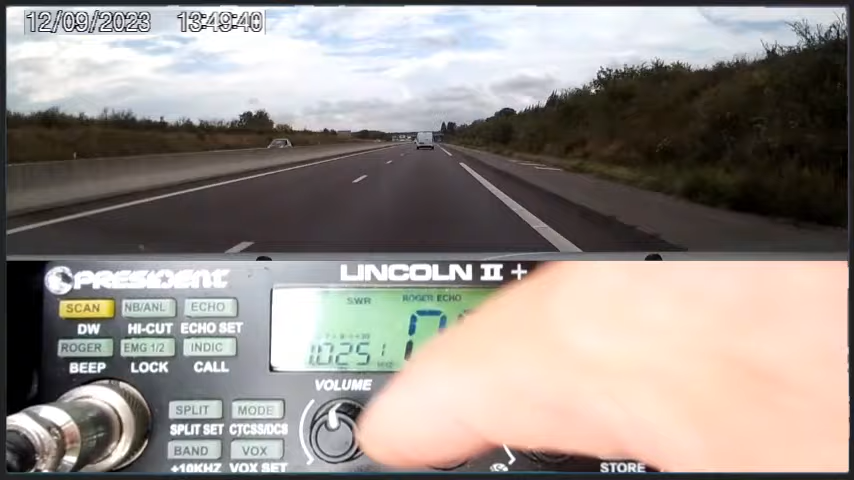 12/09/2023 13:49:40
PRESIDENT LINCOLN II +
SCAN NB/ANL ECHO
DW HI-CUT ECHO SET
ROGER EMG 1/2 INDIC
BEEP LOCK CALL
SWR ROGER ECHO
VOLUME
SPLIT MODE
SPLIT SET CTCSS/DCS
BAND VOX
+10KHZ VOX SET
STORE